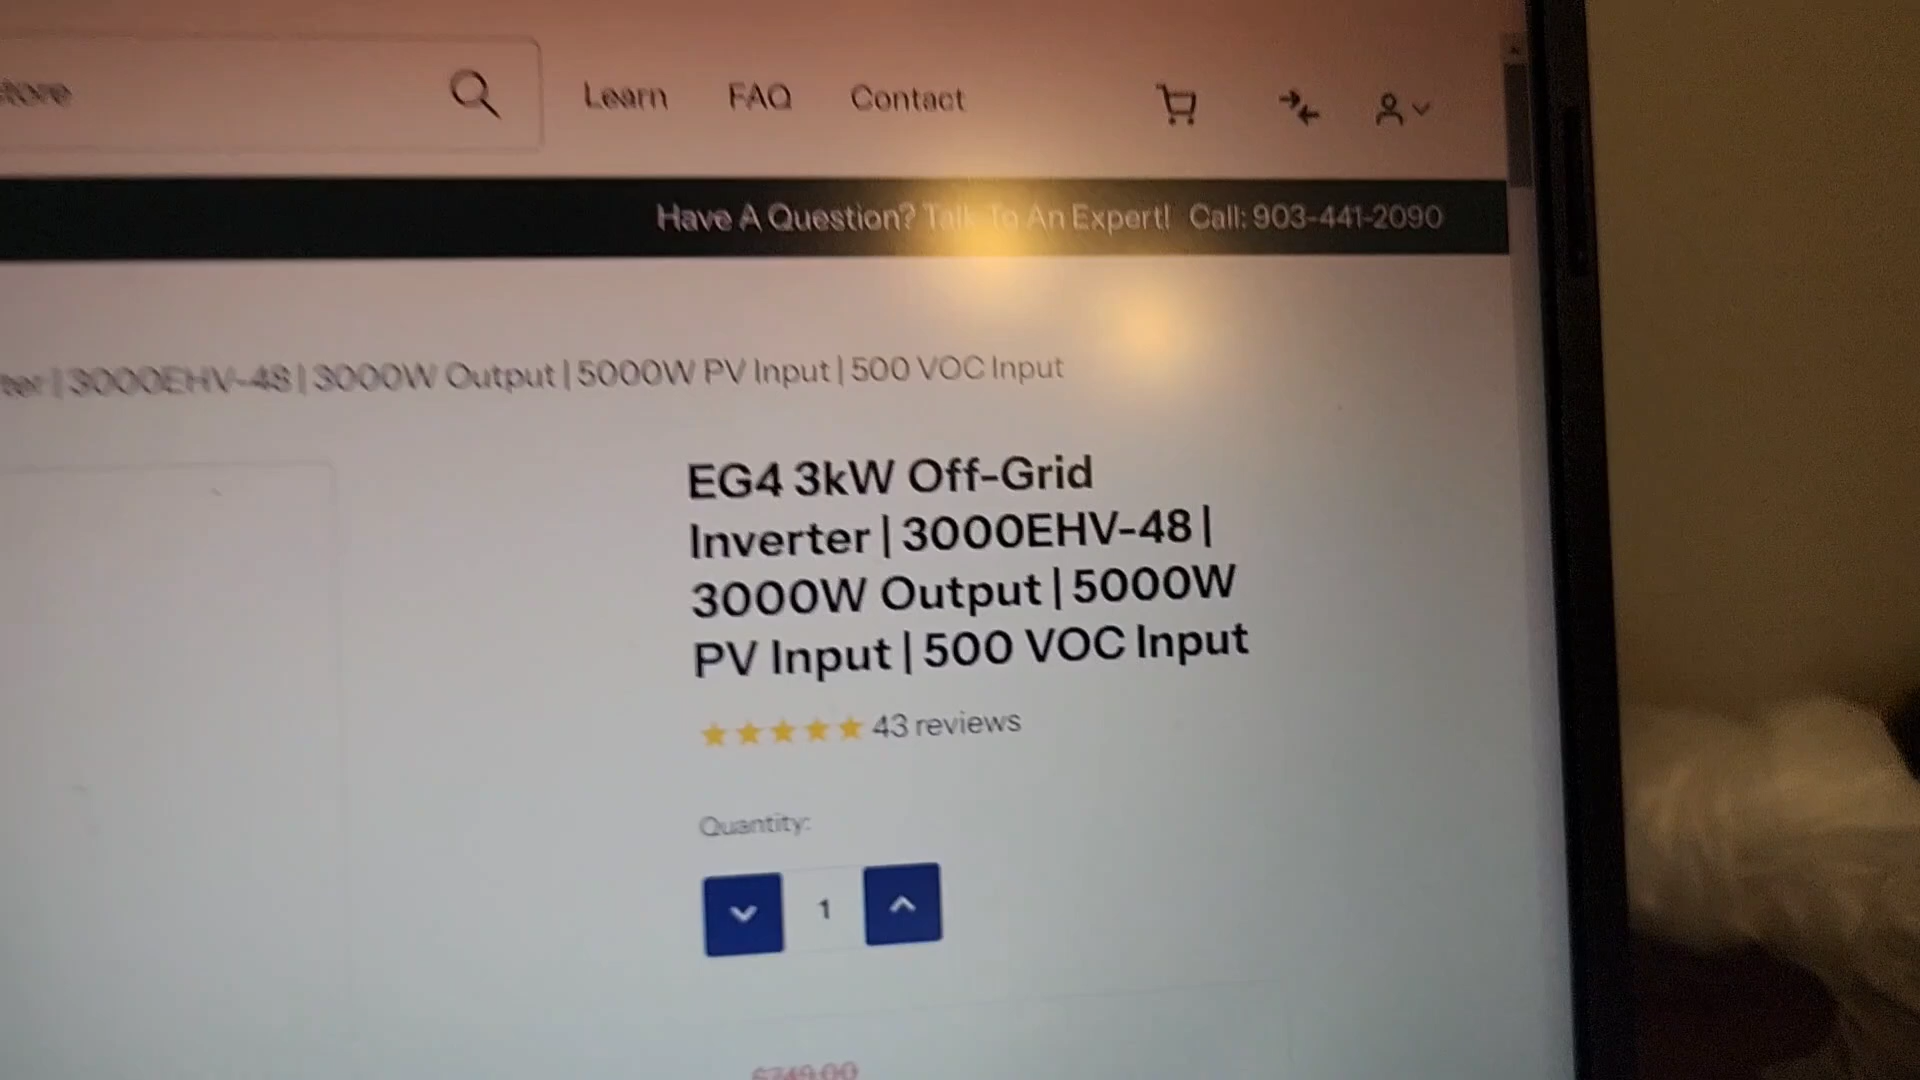 Learn FAQ Contact
Have A Question? Talk To An Expert! Call: 903-441-2090
3000EHV-48 | 3000W Output | 5000W PV Input | 500 VOC Input
EG4 3kW Off-Grid
Inverter | 3000EHV-48 |
3000W Output | 5000W
PV Input | 500 VOC Input
43 reviews
Quantity:
1
$749.00